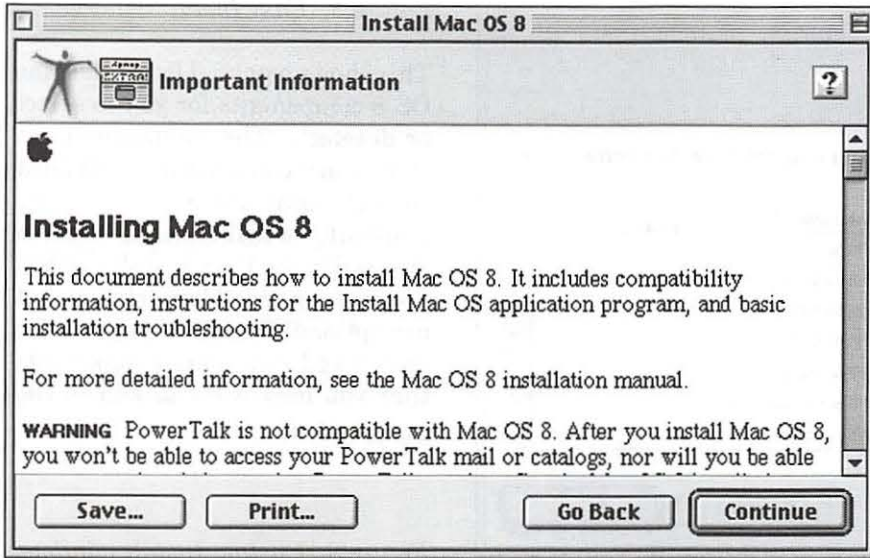 Install Mac OS 8
EXTRA!
Important Information
?
Installing Mac OS 8
This document describes how to install Mac OS 8. It includes compatibility
information, instructions for the Install Mac OS application program, and basic
installation troubleshooting.
For more detailed information, see the Mac OS 8 installation manual.
WARNING PowerTalk is not compatible with Mac OS 8. After you install Mac OS 8,
you won't be able to access your PowerTalk mail or catalogs, nor will you be able
Save...
Print...
Go Back
Continue